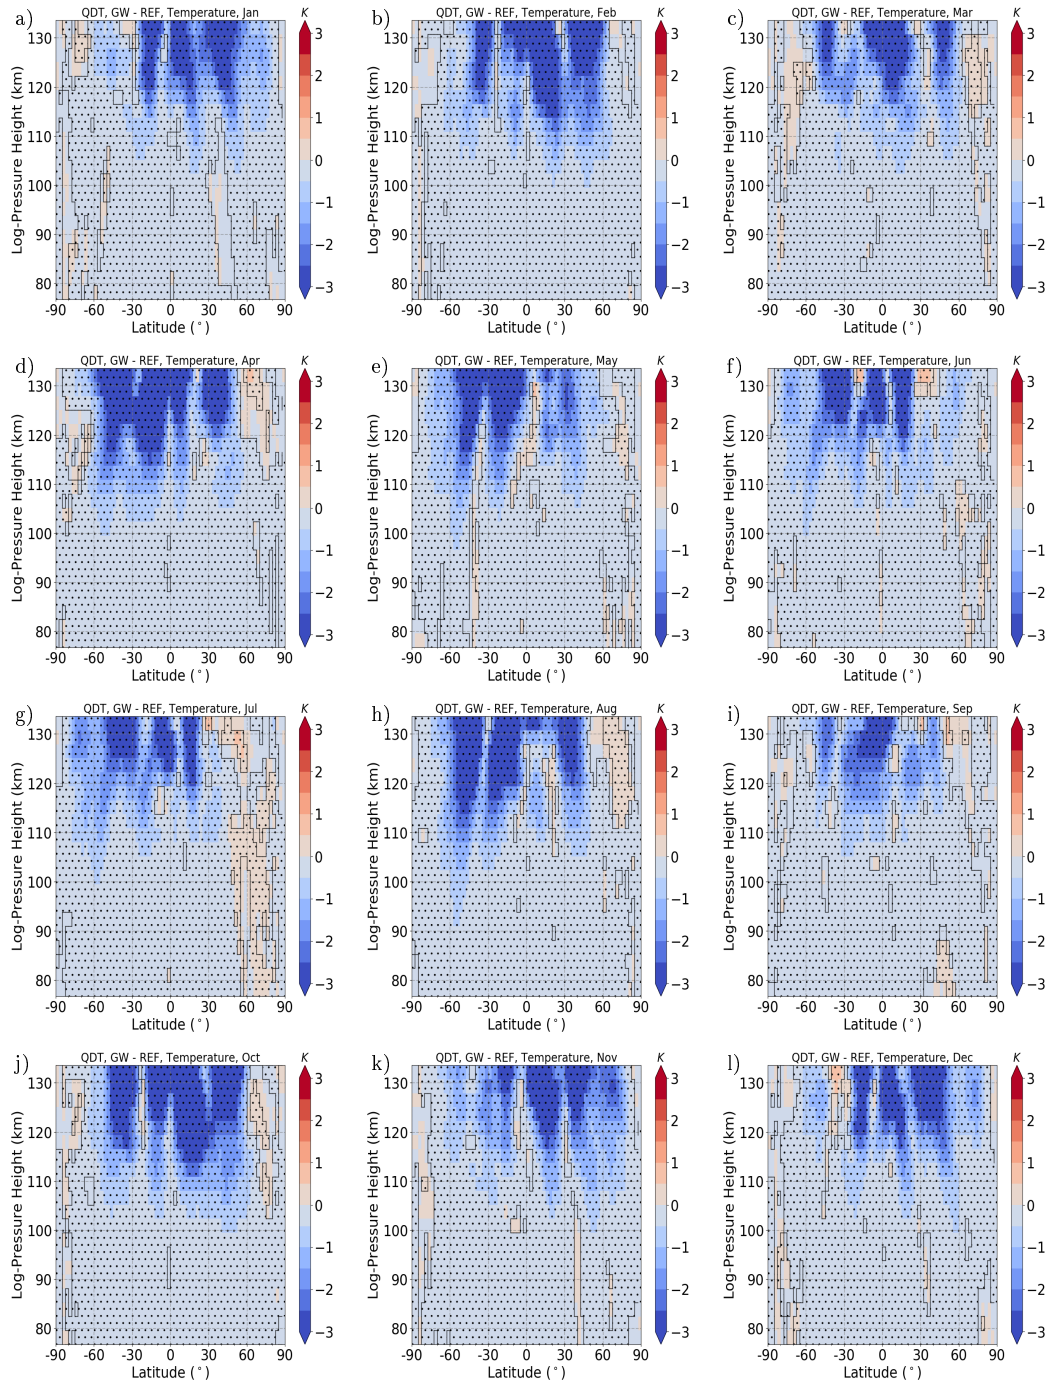 a) QDT, GW - REF, Temperature, Jan K
b) QDT, GW - REF, Temperature, Feb K
c) QDT, GW - REF, Temperature, Mar K
Log-Pressure Height (km) 130 120 110 100 90 80
3 2 1 0 −1 −2 −3
Log-Pressure Height (km) 130 120 110 100 90 80
3 2 1 0 −1 −2 −3
Log-Pressure Height (km) 130 120 110 100 90 80
3 2 1 0 −1 −2 −3
-90 -60 -30 0 30 60 90
-90 -60 -30 0 30 60 90
-90 -60 -30 0 30 60 90
Latitude (°)
Latitude (°)
Latitude (°)
d) QDT, GW - REF, Temperature, Apr K
e) QDT, GW - REF, Temperature, May K
f) QDT, GW - REF, Temperature, Jun K
Log-Pressure Height (km) 130 120 110 100 90 80
3 2 1 0 −1 −2 −3
Log-Pressure Height (km) 130 120 110 100 90 80
3 2 1 0 −1 −2 −3
Log-Pressure Height (km) 130 120 110 100 90 80
3 2 1 0 −1 −2 −3
-90 -60 -30 0 30 60 90
-90 -60 -30 0 30 60 90
-90 -60 -30 0 30 60 90
Latitude (°)
Latitude (°)
Latitude (°)
g) QDT, GW - REF, Temperature, Jul K
h) QDT, GW - REF, Temperature, Aug K
i) QDT, GW - REF, Temperature, Sep K
Log-Pressure Height (km) 130 120 110 100 90 80
3 2 1 0 −1 −2 −3
Log-Pressure Height (km) 130 120 110 100 90 80
3 2 1 0 −1 −2 −3
Log-Pressure Height (km) 130 120 110 100 90 80
3 2 1 0 −1 −2 −3
-90 -60 -30 0 30 60 90
-90 -60 -30 0 30 60 90
-90 -60 -30 0 30 60 90
Latitude (°)
Latitude (°)
Latitude (°)
j) QDT, GW - REF, Temperature, Oct K
k) QDT, GW - REF, Temperature, Nov K
l) QDT, GW - REF, Temperature, Dec K
Log-Pressure Height (km) 130 120 110 100 90 80
3 2 1 0 −1 −2 −3
Log-Pressure Height (km) 130 120 110 100 90 80
3 2 1 0 −1 −2 −3
Log-Pressure Height (km) 130 120 110 100 90 80
3 2 1 0 −1 −2 −3
-90 -60 -30 0 30 60 90
-90 -60 -30 0 30 60 90
-90 -60 -30 0 30 60 90
Latitude (°)
Latitude (°)
Latitude (°)